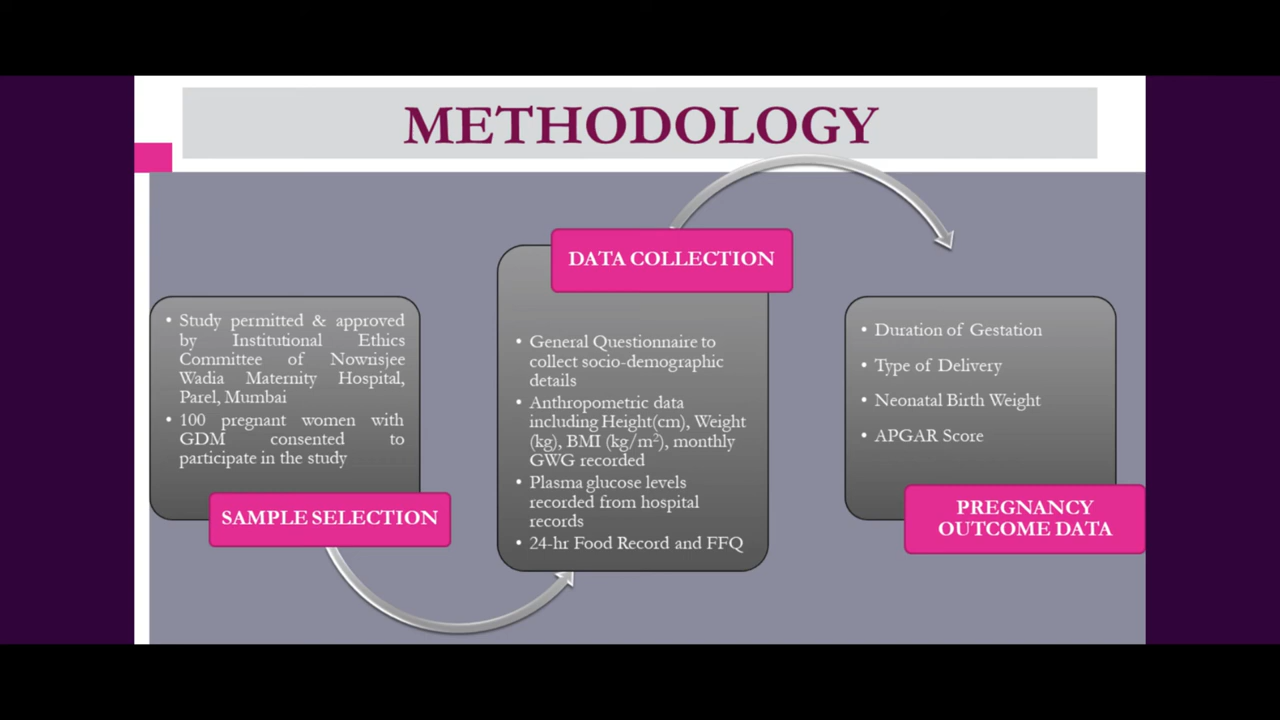 METHODOLOGY
• Study permitted & approved
by Institutional Ethics
Committee of Nowrisjee
Wadia Maternity Hospital,
Parel, Mumbai
• 100 pregnant women with
GDM consented to
participate in the study
SAMPLE SELECTION
DATA COLLECTION
• General Questionnaire to
collect socio-demographic
details
• Anthropometric data
including Height(cm), Weight
(kg), BMI (kg/m²), monthly
GWG recorded
• Plasma glucose levels
recorded from hospital
records
• 24-hr Food Record and FFQ
• Duration of Gestation
• Type of Delivery
• Neonatal Birth Weight
• APGAR Score
PREGNANCY
OUTCOME DATA